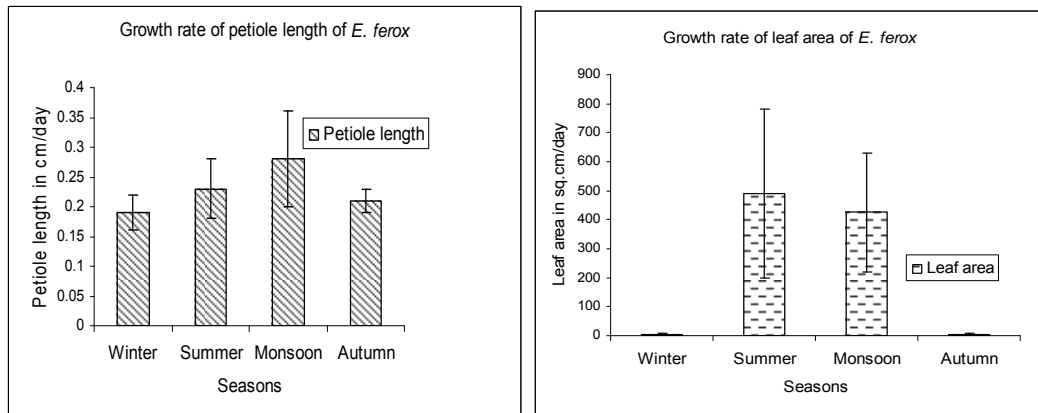 Growth rate of petiole length of E. ferox
Petiole length in cm/day
0.4
0.35
0.3
0.25
0.2
0.15
0.1
0.05
0
Petiole length
Winter Summer Monsoon Autumn
Seasons
Growth rate of leaf area of E. ferox
Leaf area in sq.cm/day
900
800
700
600
500
400
300
200
100
0
Leaf area
Winter Summer Monsoon Autumn
Seasons